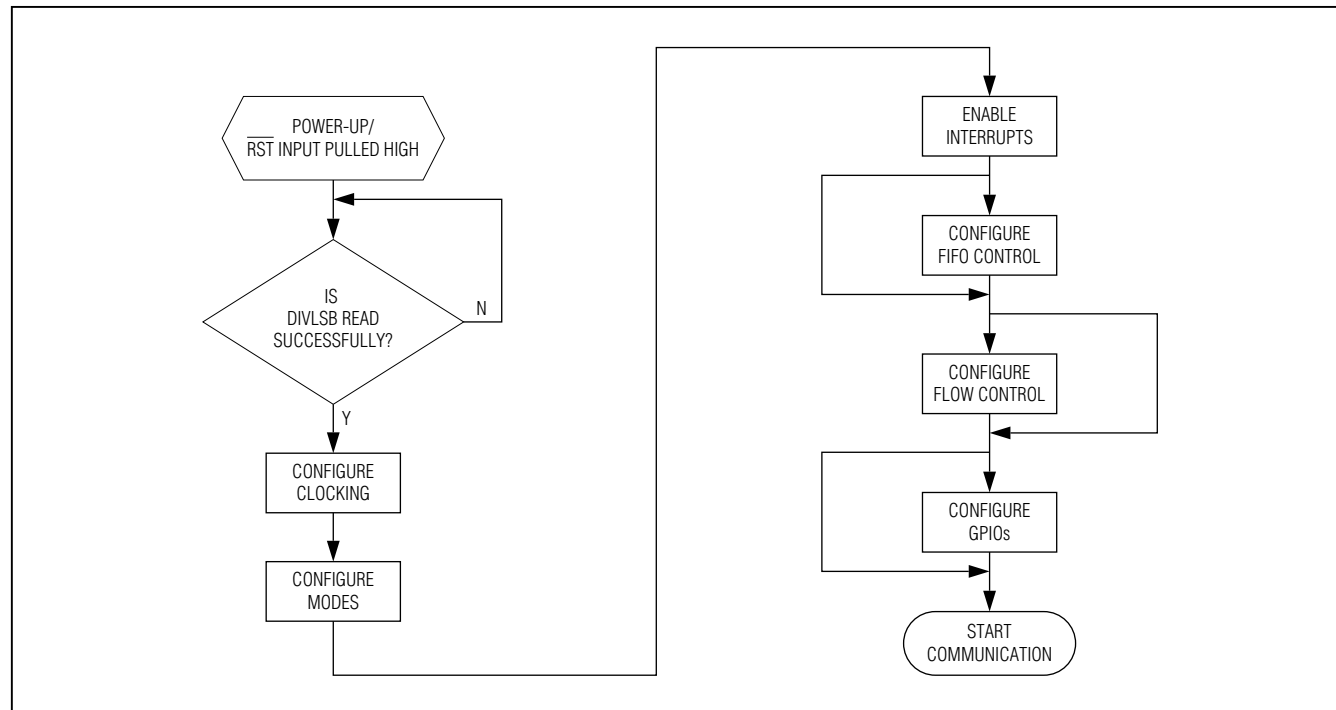 POWER-UP/
R̅S̅T̅ INPUT PULLED HIGH
IS
DIVLSB READ
SUCCESSFULLY?
N
Y
CONFIGURE
CLOCKING
CONFIGURE
MODES
ENABLE
INTERRUPTS
CONFIGURE
FIFO CONTROL
CONFIGURE
FLOW CONTROL
CONFIGURE
GPIOs
START
COMMUNICATION